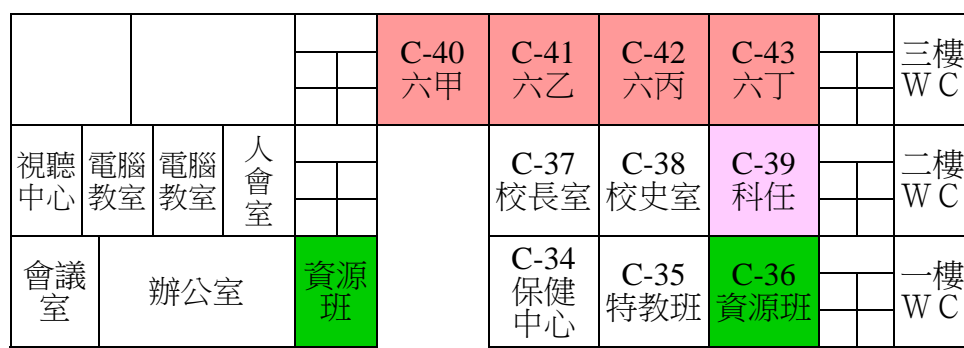 C-40
六甲
C-41
六乙
C-42
六丙
C-43
六丁
三樓
ＷＣ
視聽
中心
電腦
教室
電腦
教室
人
會
室
C-37
校長室
C-38
校史室
C-39
科任
二樓
ＷＣ
會議
室
辦公室
資源
班
C-34
保健
中心
C-35
特教班
C-36
資源班
一樓
ＷＣ